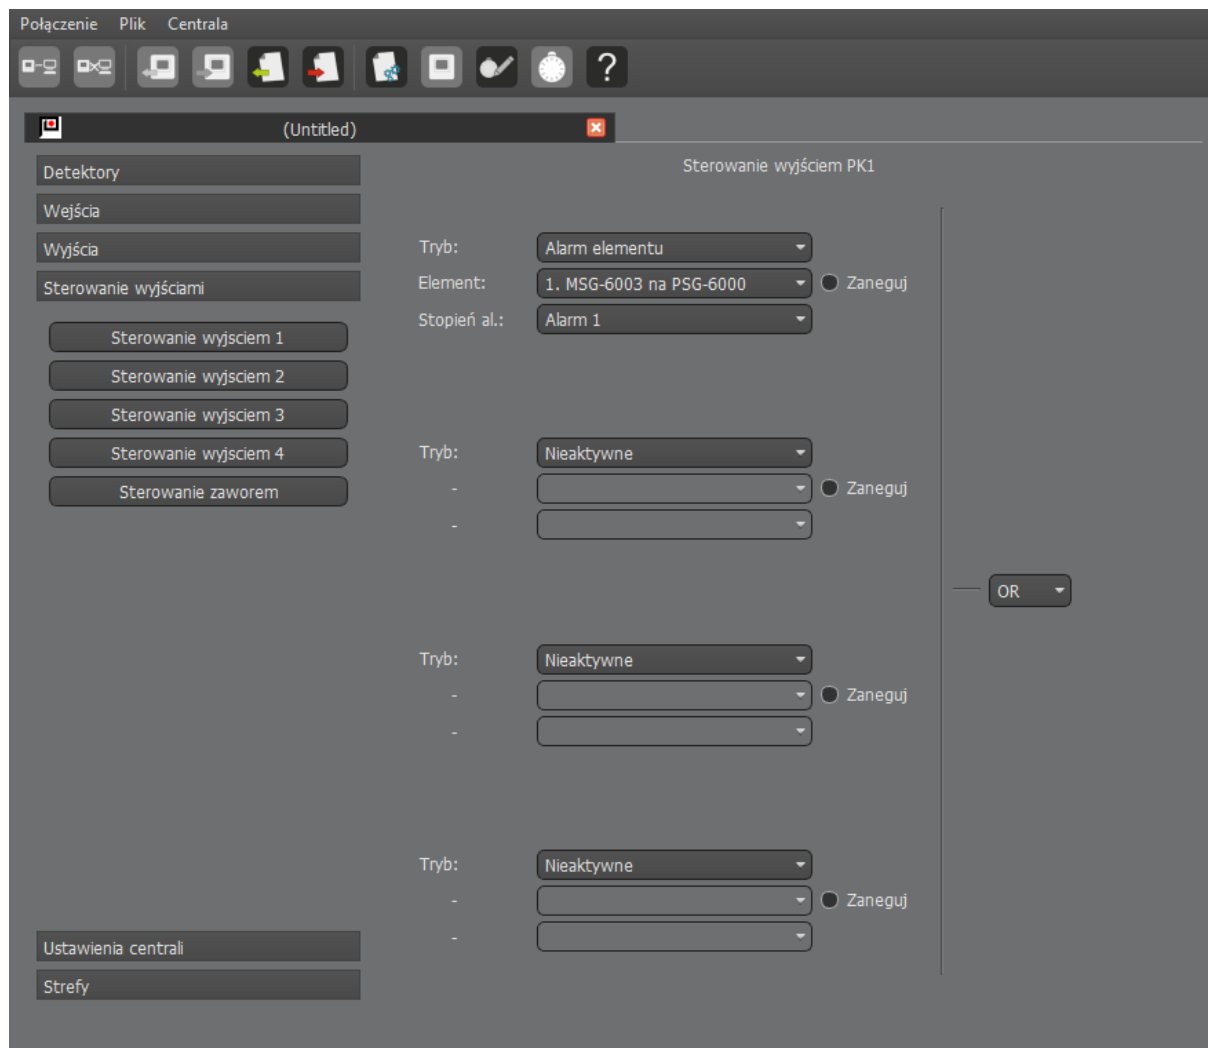 Połączenie Plik Centrala
?
(Untitled)
Detektory
Wejścia
Wyjścia
Sterowanie wyjściami
Sterowanie wyjsciem 1
Sterowanie wyjsciem 2
Sterowanie wyjsciem 3
Sterowanie wyjsciem 4
Sterowanie zaworem
Ustawienia centrali
Strefy
Sterowanie wyjściem PK1
Tryb: Alarm elementu
Element: 1. MSG-6003 na PSG-6000 Zaneguj
Stopień al.: Alarm 1
Tryb: Nieaktywne
- Zaneguj
-
Tryb: Nieaktywne
- Zaneguj
-
Tryb: Nieaktywne
- Zaneguj
-
OR